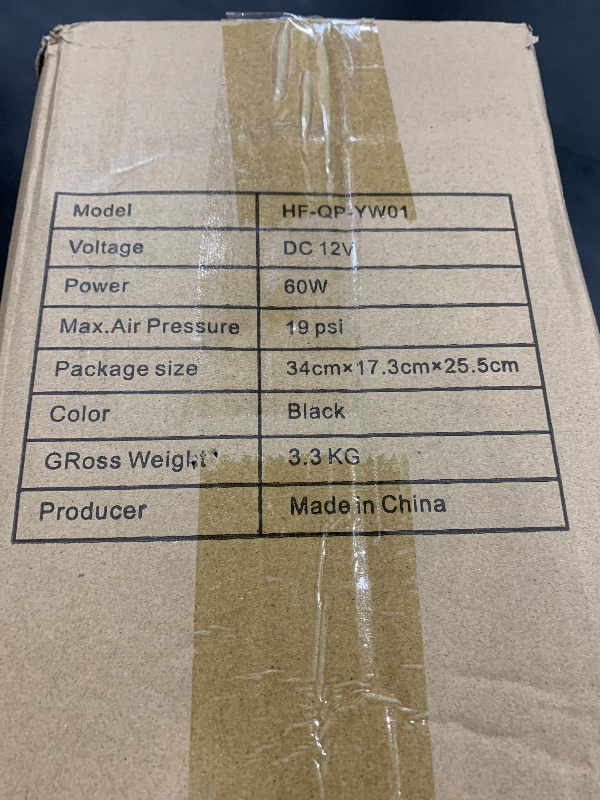 Model HF-QP-YW01
Voltage DC 12V
Power 60W
Max.Air Pressure 19 psi
Package size 34cm×17.3cm×25.5cm
Color Black
GRoss Weight 3.3 KG
Producer Made in China